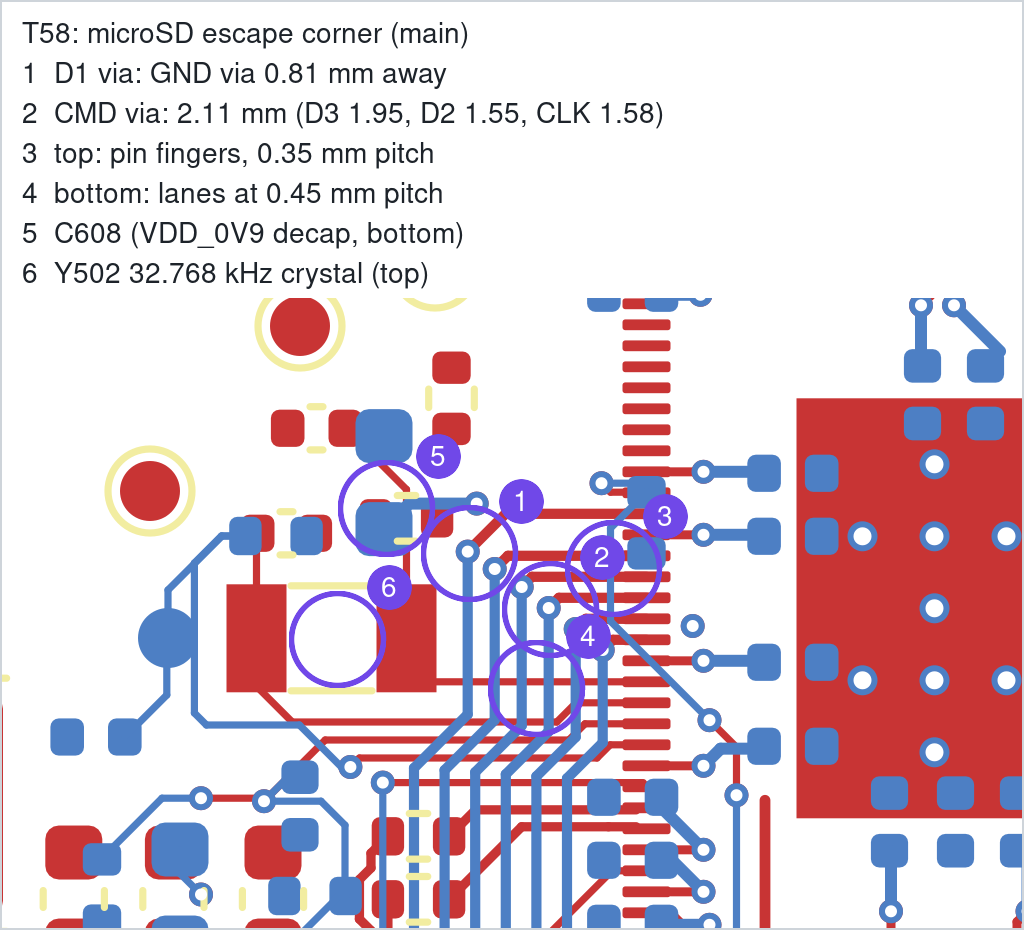 T58: microSD escape corner (main)
1 D1 via: GND via 0.81 mm away
2 CMD via: 2.11 mm (D3 1.95, D2 1.55, CLK 1.58)
3 top: pin fingers, 0.35 mm pitch
4 bottom: lanes at 0.45 mm pitch
5 C608 (VDD_0V9 decap, bottom)
6 Y502 32.768 kHz crystal (top)
5
1
3
2
6
4